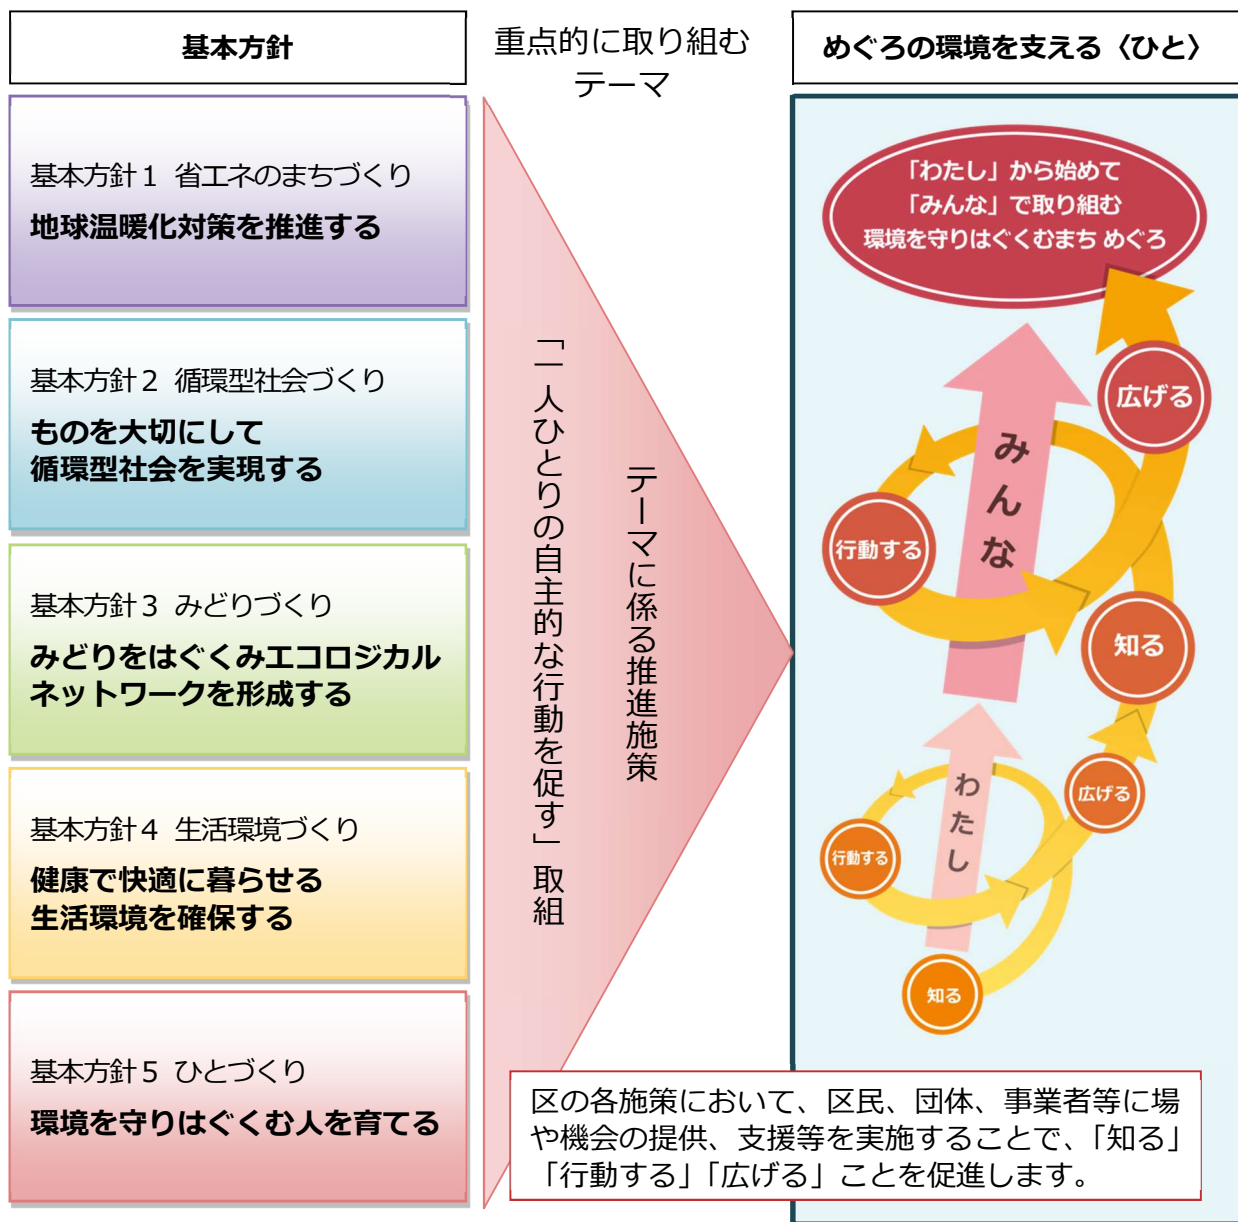 基本方針
重点的に取り組む
テーマ
めぐろの環境を支える〈ひと〉
基本方針1 省エネのまちづくり
地球温暖化対策を推進する
基本方針2 循環型社会づくり
ものを大切にして
循環型社会を実現する
基本方針3 みどりづくり
みどりをはぐくみエコロジカル
ネットワークを形成する
基本方針4 生活環境づくり
健康で快適に暮らせる
生活環境を確保する
基本方針5 ひとづくり
環境を守りはぐくむ人を育てる
「一人ひとりの自主的な行動を促す」取組
テーマに係る推進施策
「わたし」から始めて
「みんな」で取り組む
環境を守りはぐくむまち めぐろ
広げる
みんな
行動する
知る
わたし
広げる
行動する
知る
区の各施策において、区民、団体、事業者等に場
や機会の提供、支援等を実施することで、「知る」
「行動する」「広げる」ことを促進します。